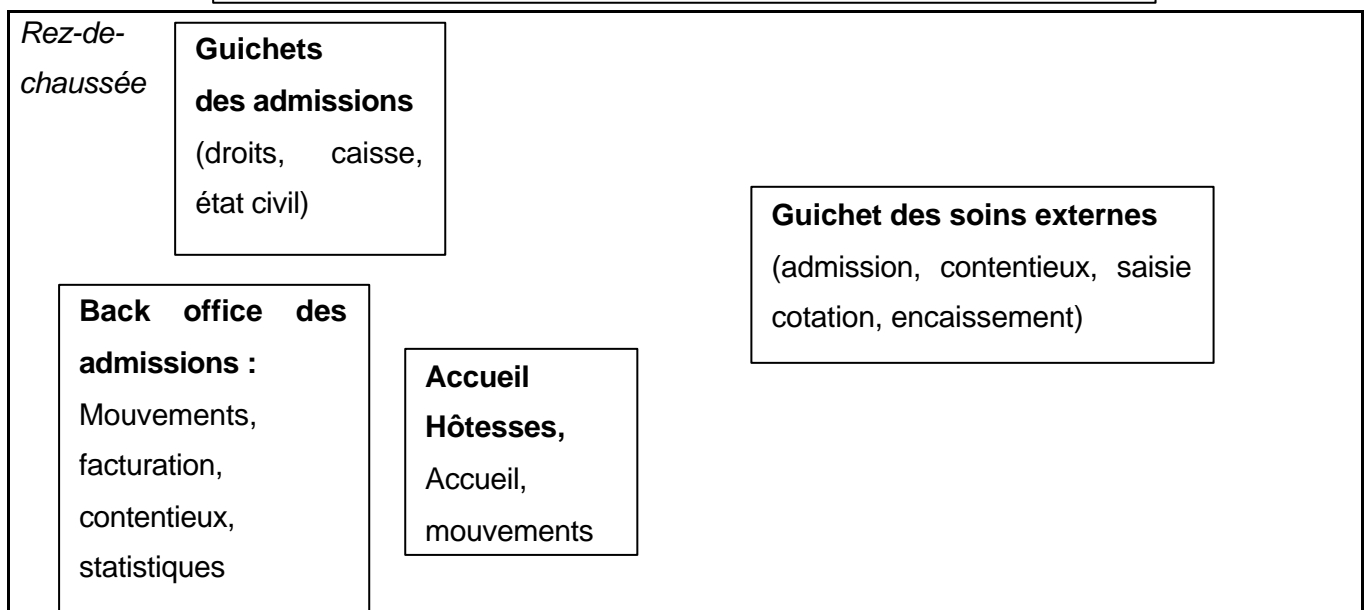 Rez-de-
chaussée
Guichets
des admissions
(droits, caisse,
état civil)
Guichet des soins externes
(admission, contentieux, saisie
cotation, encaissement)
Back office des
admissions :
Mouvements,
facturation,
contentieux,
statistiques
Accueil
Hôtesses,
Accueil,
mouvements